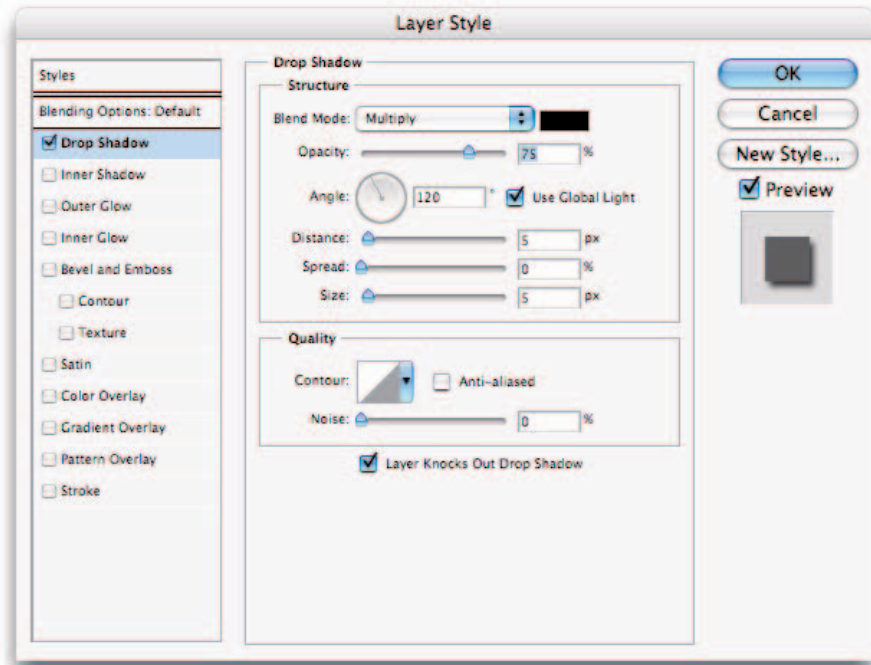 Layer Style
Styles
Blending Options: Default
Drop Shadow
Inner Shadow
Outer Glow
Inner Glow
Bevel and Emboss
Contour
Texture
Satin
Color Overlay
Gradient Overlay
Pattern Overlay
Stroke
Drop Shadow
Structure
Blend Mode: Multiply
Opacity: 75 %
Angle: 120 ° Use Global Light
Distance: 5 px
Spread: 0 %
Size: 5 px
Quality
Contour: Anti-aliased
Noise: 0 %
Layer Knocks Out Drop Shadow
OK
Cancel
New Style...
Preview